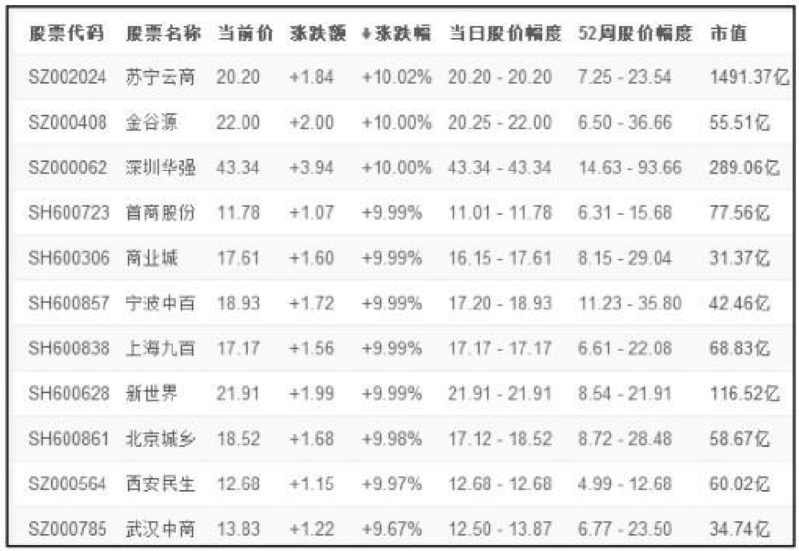 股票代码 股票名称 当前价 涨跌额 ↓涨跌幅 当日股价幅度 52周股价幅度 市值
SZ002024 苏宁云商 20.20 +1.84 +10.02% 20.20 - 20.20 7.25 - 23.54 1491.37亿
SZ000408 金谷源 22.00 +2.00 +10.00% 20.25 - 22.00 6.50 - 36.66 55.51亿
SZ000062 深圳华强 43.34 +3.94 +10.00% 43.34 - 43.34 14.63 - 93.66 289.06亿
SH600723 首商股份 11.78 +1.07 +9.99% 11.01 - 11.78 6.31 - 15.68 77.56亿
SH600306 商业城 17.61 +1.60 +9.99% 16.15 - 17.61 8.15 - 29.04 31.37亿
SH600857 宁波中百 18.93 +1.72 +9.99% 17.20 - 18.93 11.23 - 35.80 42.46亿
SH600838 上海九百 17.17 +1.56 +9.99% 17.17 - 17.17 6.61 - 22.08 68.83亿
SH600628 新世界 21.91 +1.99 +9.99% 21.91 - 21.91 8.54 - 21.91 116.52亿
SH600861 北京城乡 18.52 +1.68 +9.98% 17.12 - 18.52 8.72 - 28.48 58.67亿
SZ000564 西安民生 12.68 +1.15 +9.97% 12.68 - 12.68 4.99 - 12.68 60.02亿
SZ000785 武汉中商 13.83 +1.22 +9.67% 12.50 - 13.87 6.77 - 23.50 34.74亿